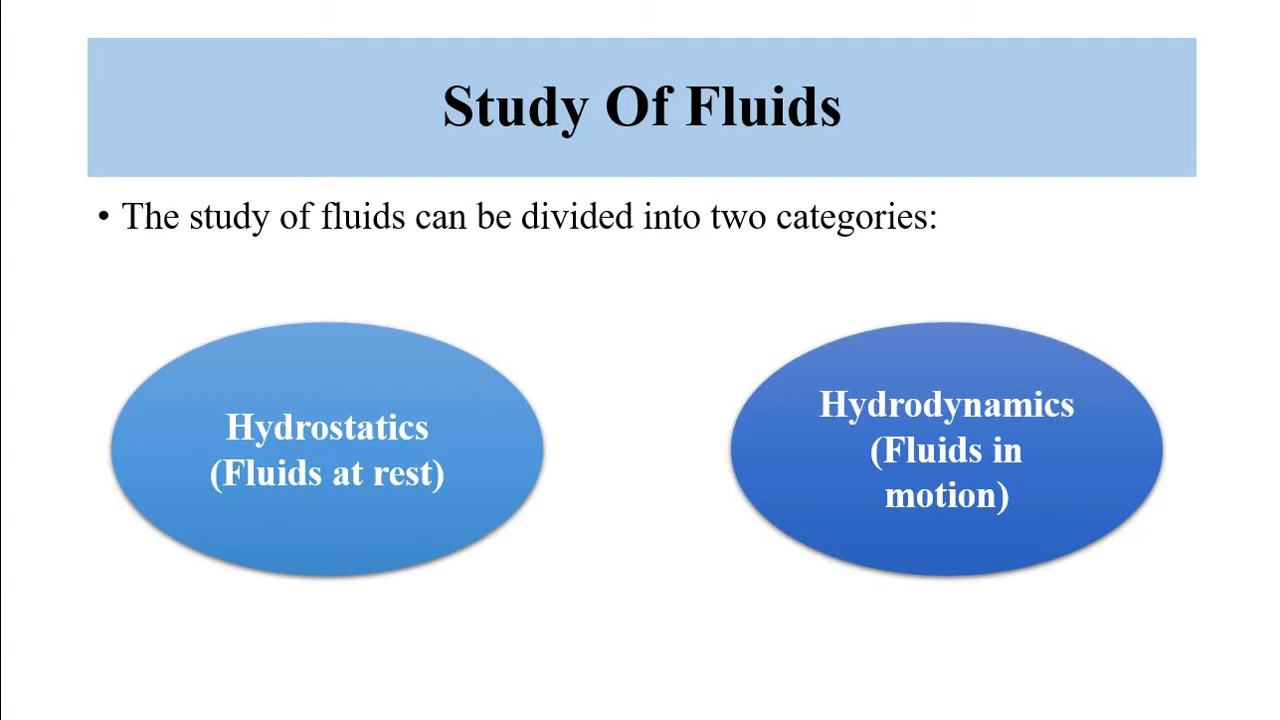 Study Of Fluids
• The study of fluids can be divided into two categories:
Hydrostatics
(Fluids at rest)
Hydrodynamics
(Fluids in
motion)